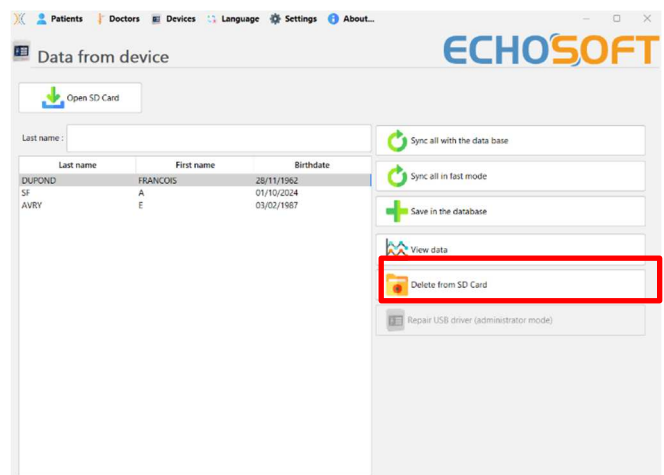 Patients Doctors Devices Language Settings About...
Data from device
ECHOSOFT
Open SD Card
Last name :
Last name First name Birthdate
DUPOND FRANCOIS 28/11/1962
SF A 01/10/2024
AVRY E 03/02/1987
Sync all with the data base
Sync all in fast mode
Save in the database
View data
Delete from SD Card
Repair USB driver (administrator mode)